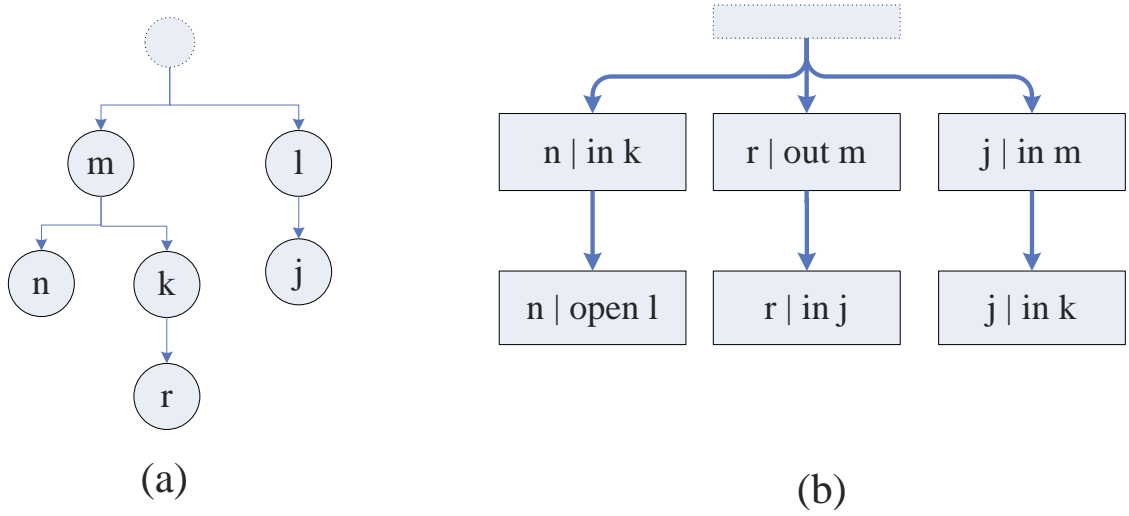 m
l
n
k
j
r
(a)
n | in k
r | out m
j | in m
n | open l
r | in j
j | in k
(b)